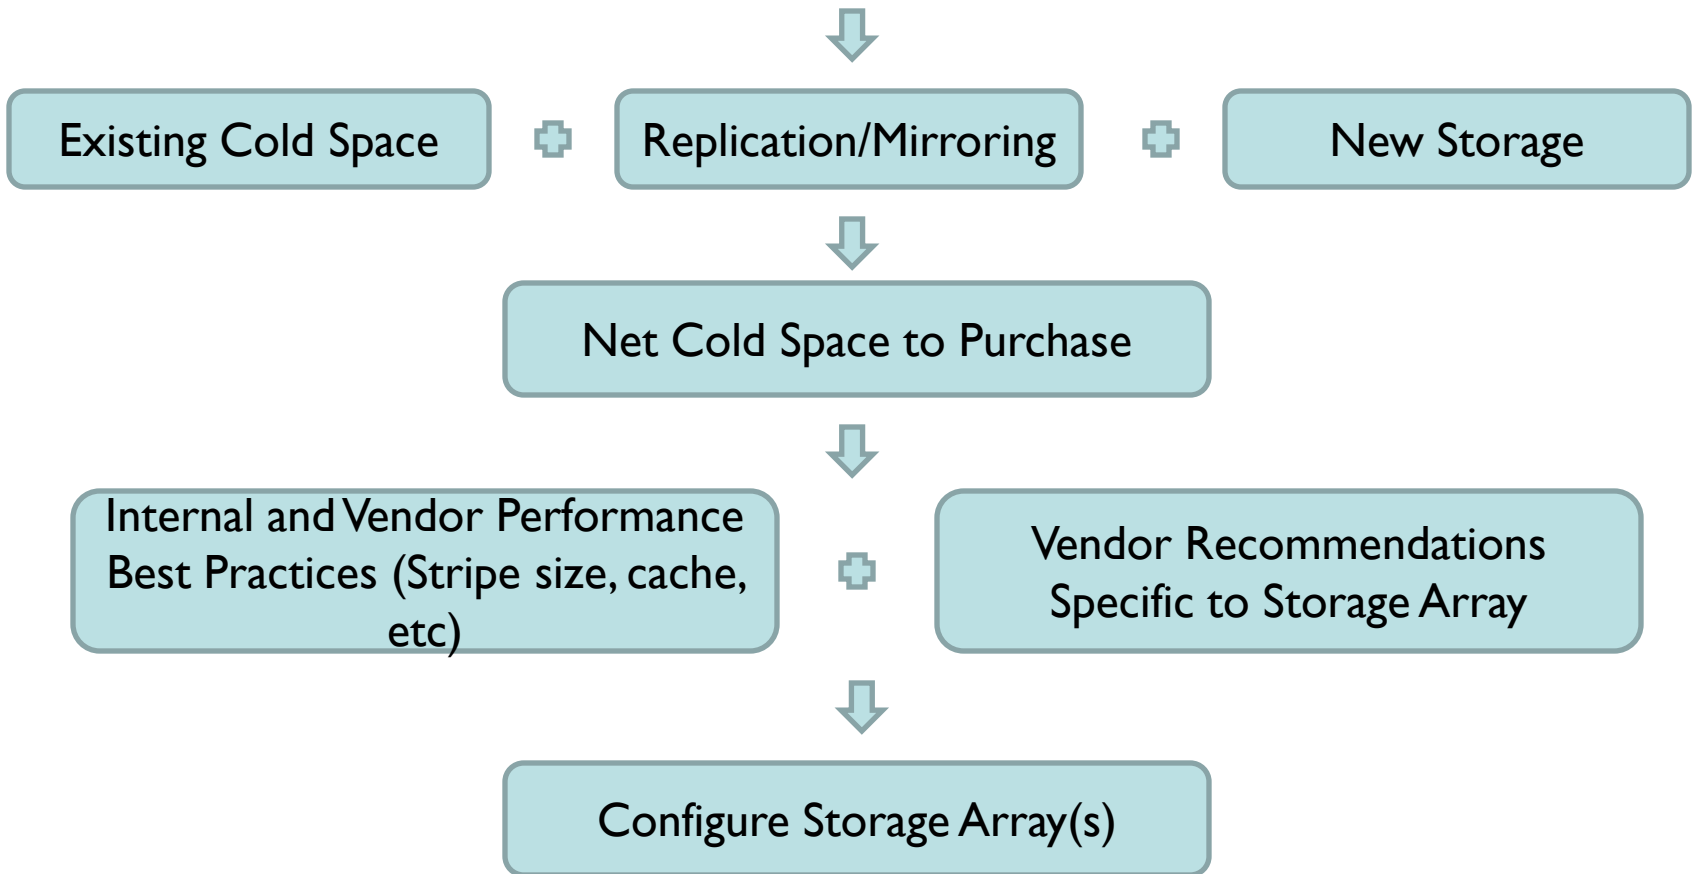 Existing Cold Space
Replication/Mirroring
New Storage
Net Cold Space to Purchase
Internal and Vendor Performance
Best Practices (Stripe size, cache,
etc)
Vendor Recommendations
Specific to Storage Array
Configure Storage Array(s)